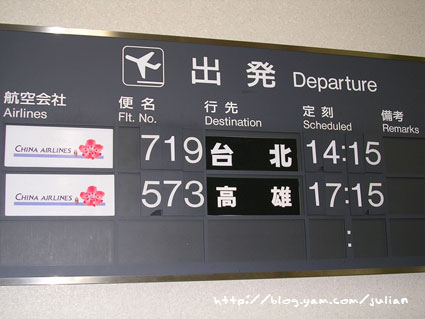 出発 Departure
航空会社 便名 行先 定刻 備考
Airlines Flt. No. Destination Scheduled Remarks
CHINA AIRLINES 719 台北 14:15
CHINA AIRLINES 573 高雄 17:15
:
http://blog.yam.com/julian